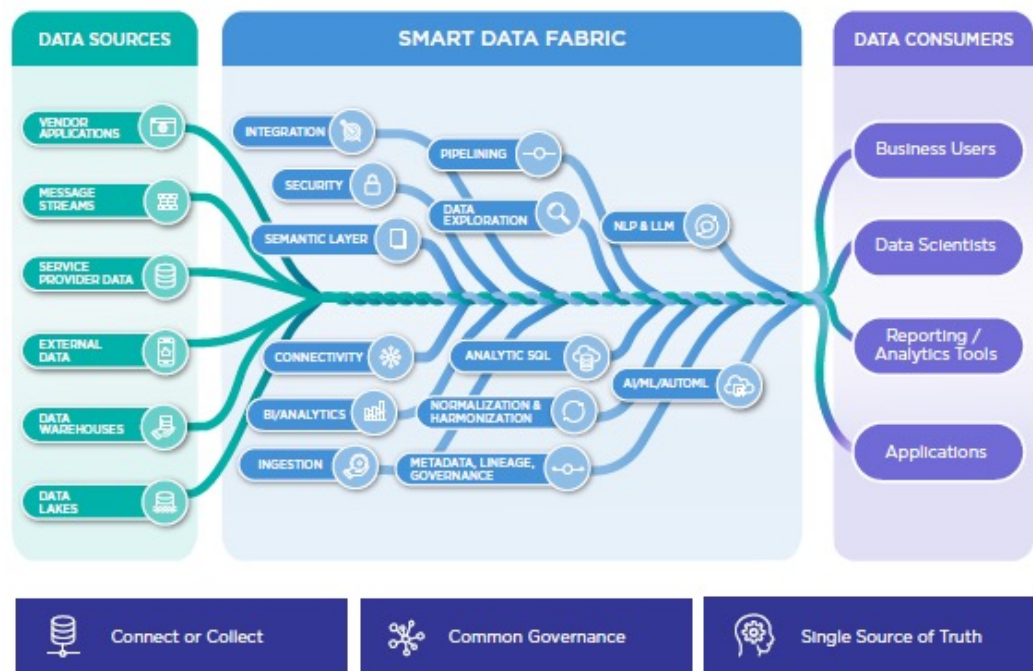 DATA SOURCES
SMART DATA FABRIC
DATA CONSUMERS
VENDOR
APPLICATIONS
MESSAGE
STREAMS
SERVICE
PROVIDER DATA
EXTERNAL
DATA
DATA
WAREHOUSES
DATA
LAKES
INTEGRATION
SECURITY
SEMANTIC LAYER
PIPELINING
DATA
EXPLORATION
NLP & LLM
CONNECTIVITY
BI/ANALYTICS
INGESTION
ANALYTIC SQL
NORMALIZATION &
HARMONIZATION
METADATA, LINEAGE,
GOVERNANCE
AI/ML/AUTOML
Business Users
Data Scientists
Reporting /
Analytics Tools
Applications
Connect or Collect
Common Governance
Single Source of Truth